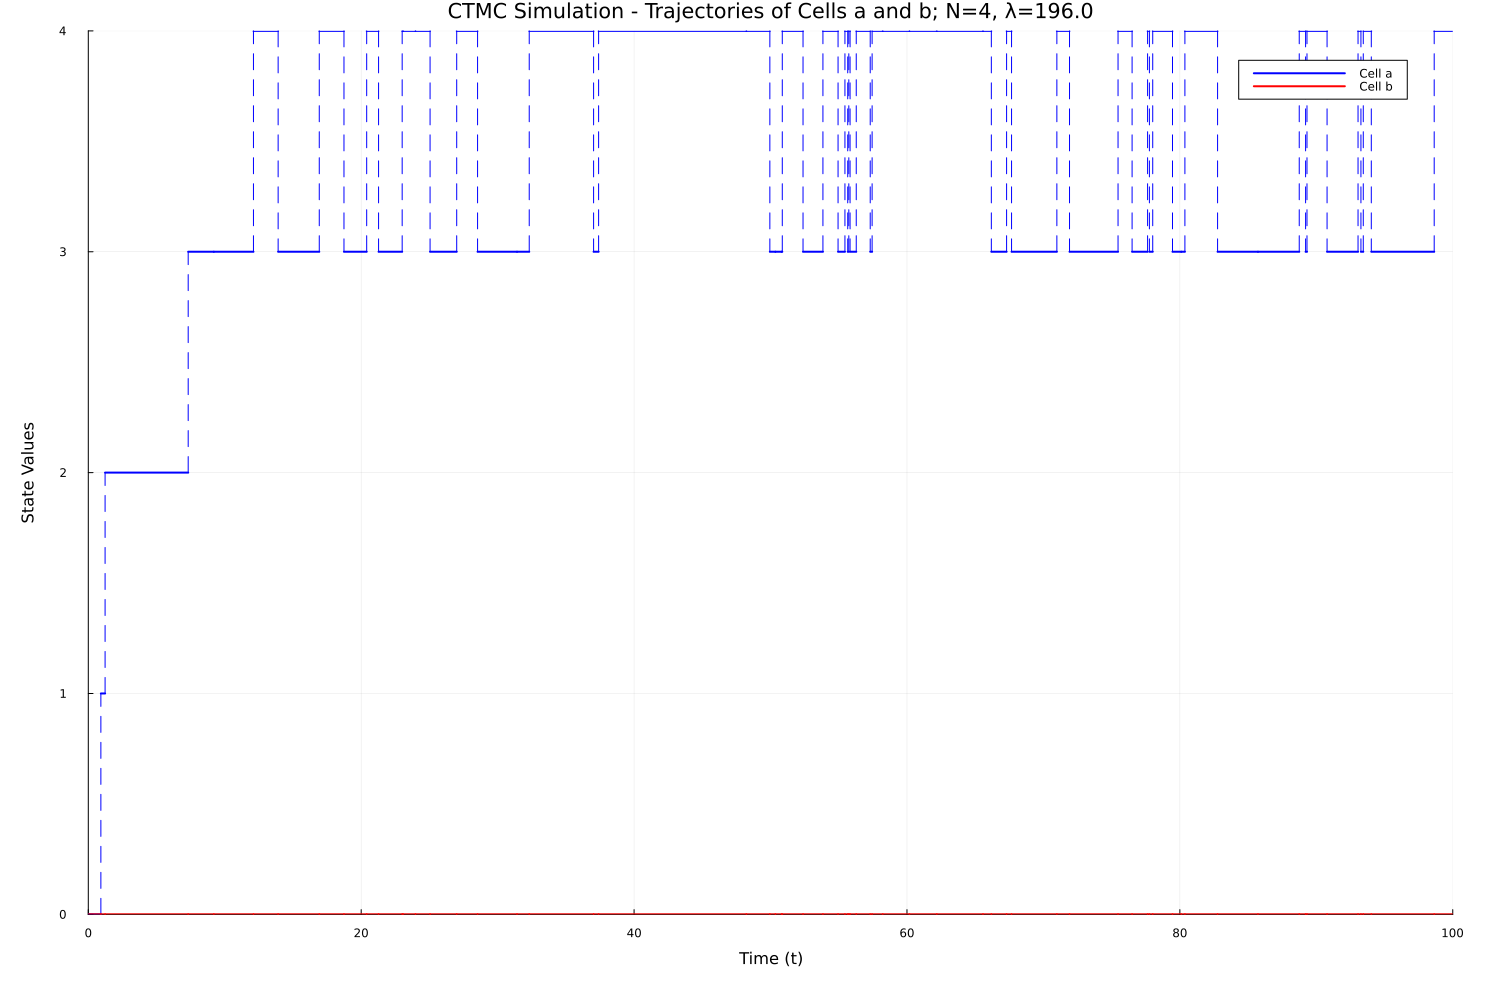 CTMC Simulation - Trajectories of Cells a and b; N=4, λ=196.0
4
Cell a
Cell b
3
State Values
2
1
0
0 20 40 60 80 100
Time (t)